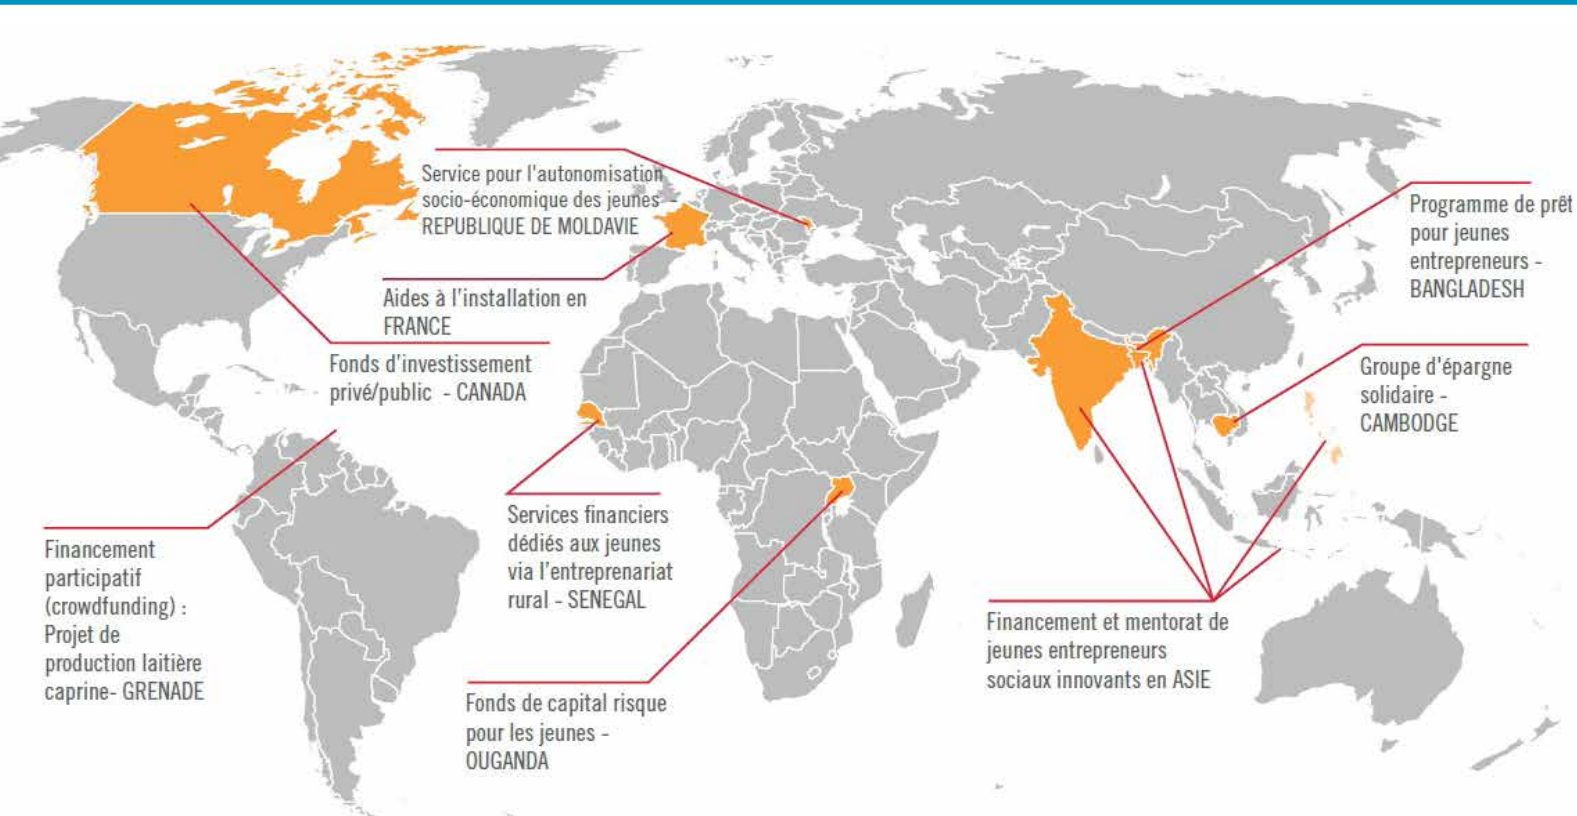 Service pour l'autonomisation
socio-économique des jeunes -
REPUBLIQUE DE MOLDAVIE
Aides à l'installation en
FRANCE
Fonds d'investissement
privé/public - CANADA
Financement
participatif
(crowdfunding) :
Projet de
production laitière
caprine- GRENADE
Services financiers
dédiés aux jeunes
via l'entreprenariat
rural - SENEGAL
Fonds de capital risque
pour les jeunes -
OUGANDA
Programme de prêt
pour jeunes
entrepreneurs -
BANGLADESH
Groupe d'épargne
solidaire -
CAMBODGE
Financement et mentorat de
jeunes entrepreneurs
sociaux innovants en ASIE